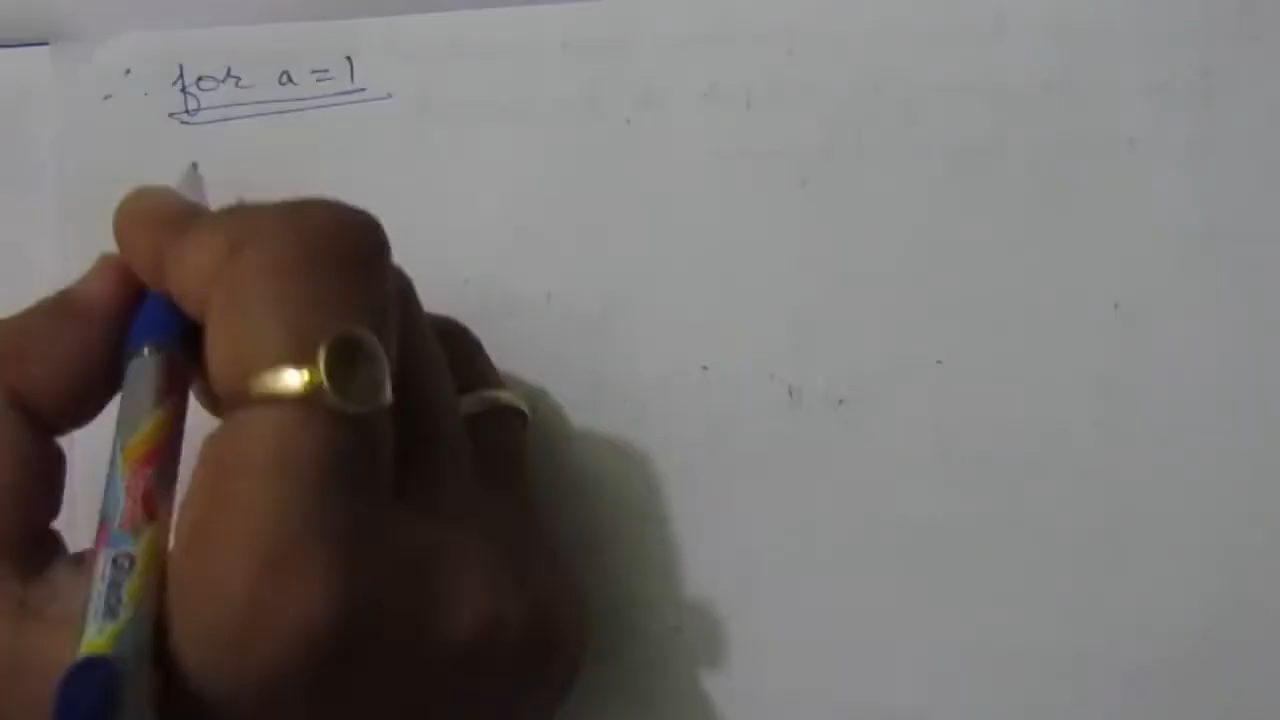 ∴ for a = 1